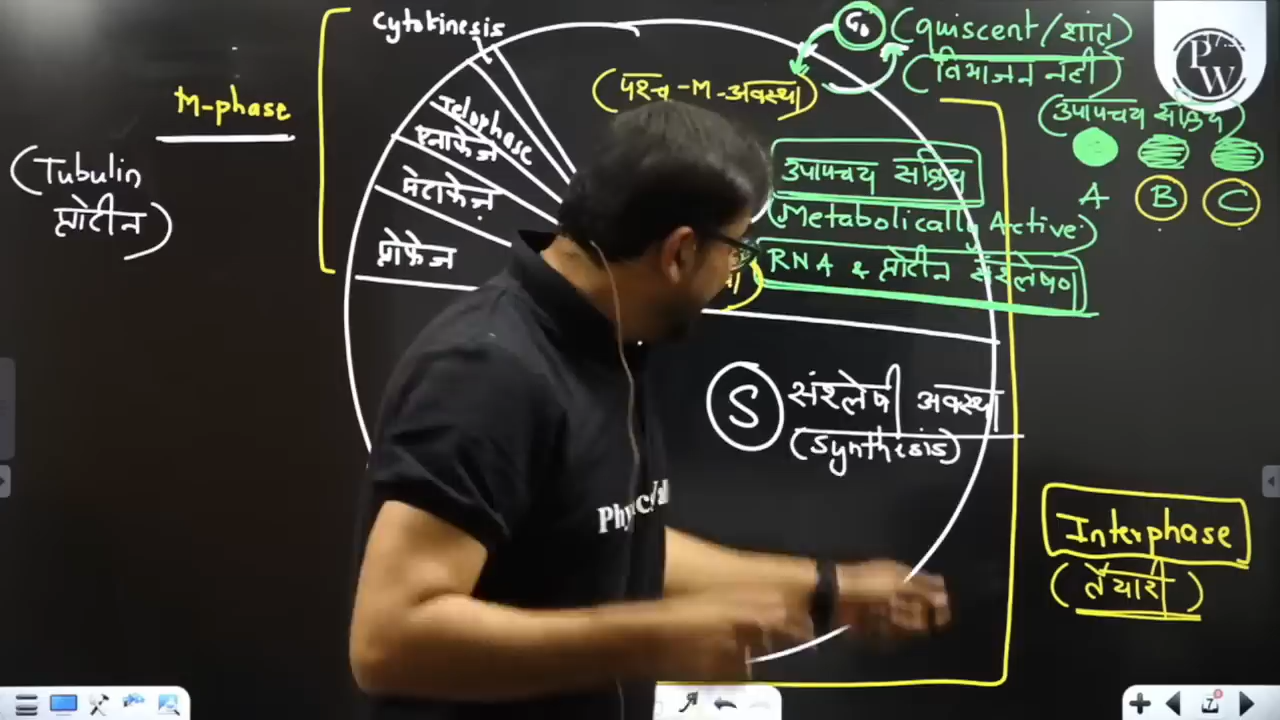 Cytokinesis
G₀ (quiscent/शांत)
(विभाजन नहीं)
(उपापचय सक्रिय)
A B C
PW
(पश्च-M-अवस्था)
M-phase
(Tubulin
प्रोटीन)
Telophase
एनाफेज
मेटाफेज
प्रोफेज
उपापचय सक्रिय
(Metabolically Active)
RNA & प्रोटीन संश्लेषण
S संश्लेषी अवस्था
(Synthesis)
Interphase
(तैयारी)